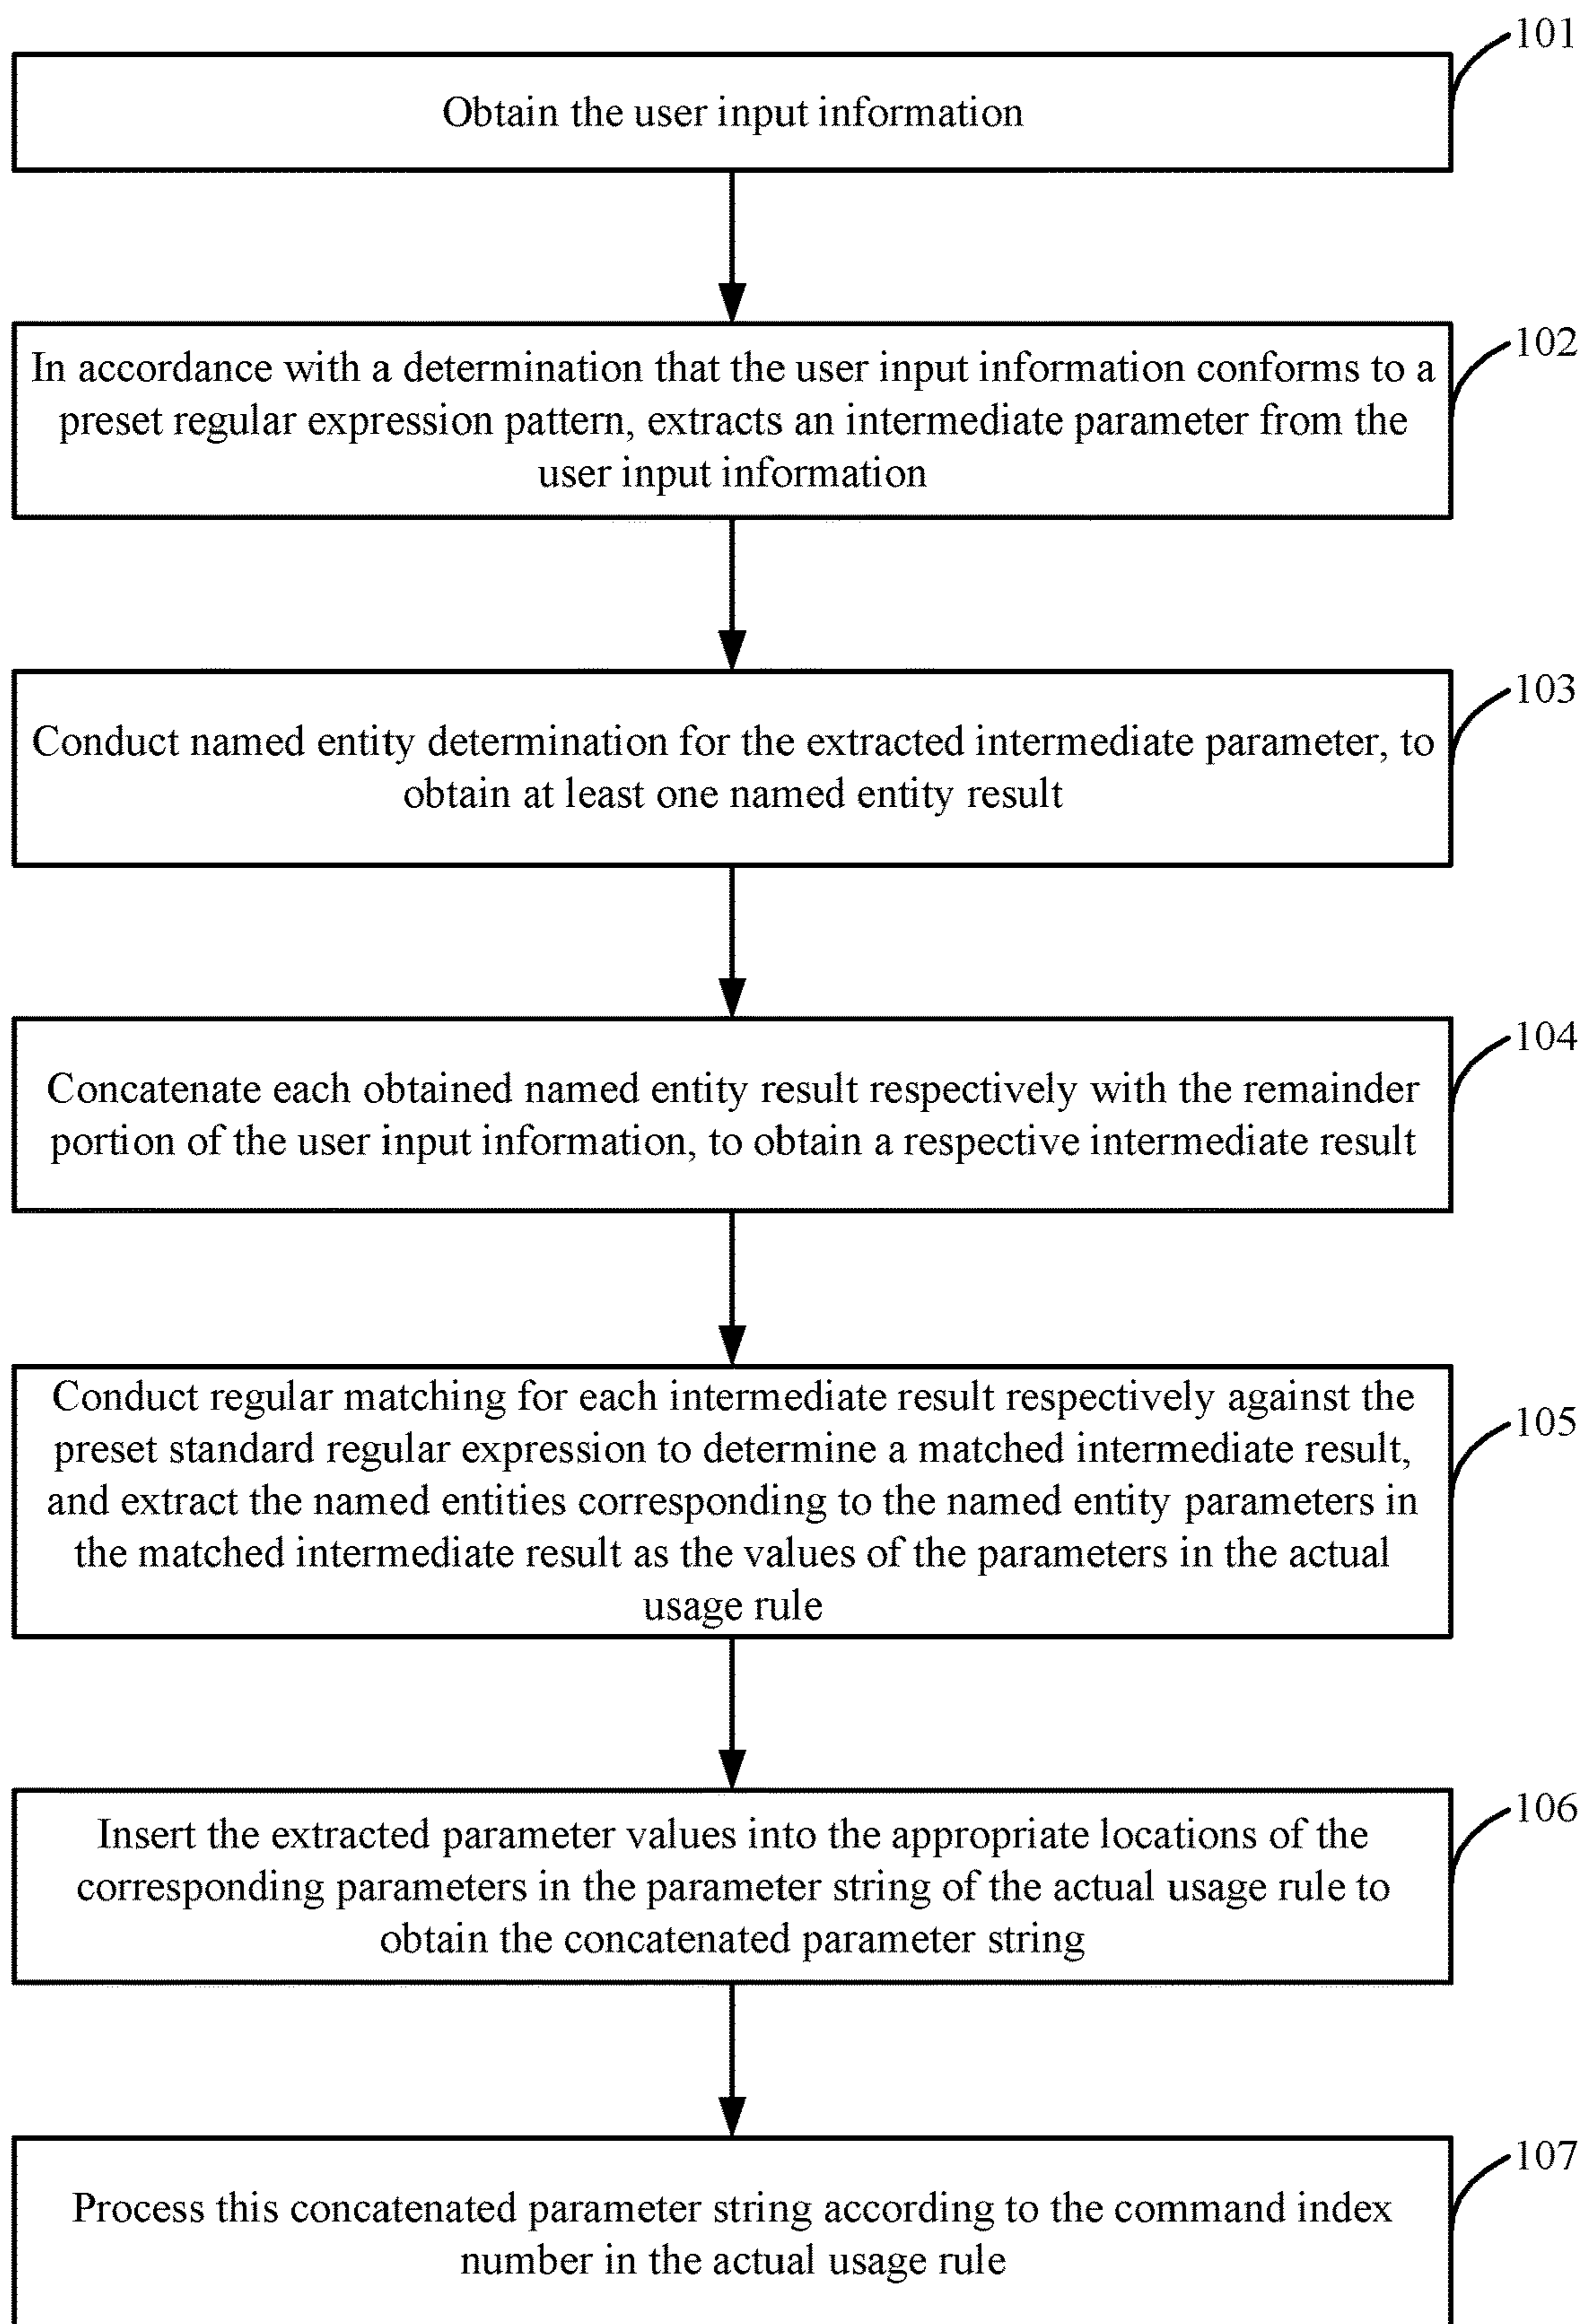 101
Obtain the user input information
102
In accordance with a determination that the user input information conforms to a
preset regular expression pattern, extracts an intermediate parameter from the
user input information
103
Conduct named entity determination for the extracted intermediate parameter, to
obtain at least one named entity result
104
Concatenate each obtained named entity result respectively with the remainder
portion of the user input information, to obtain a respective intermediate result
105
Conduct regular matching for each intermediate result respectively against the
preset standard regular expression to determine a matched intermediate result,
and extract the named entities corresponding to the named entity parameters in
the matched intermediate result as the values of the parameters in the actual
usage rule
106
Insert the extracted parameter values into the appropriate locations of the
corresponding parameters in the parameter string of the actual usage rule to
obtain the concatenated parameter string
107
Process this concatenated parameter string according to the command index
number in the actual usage rule